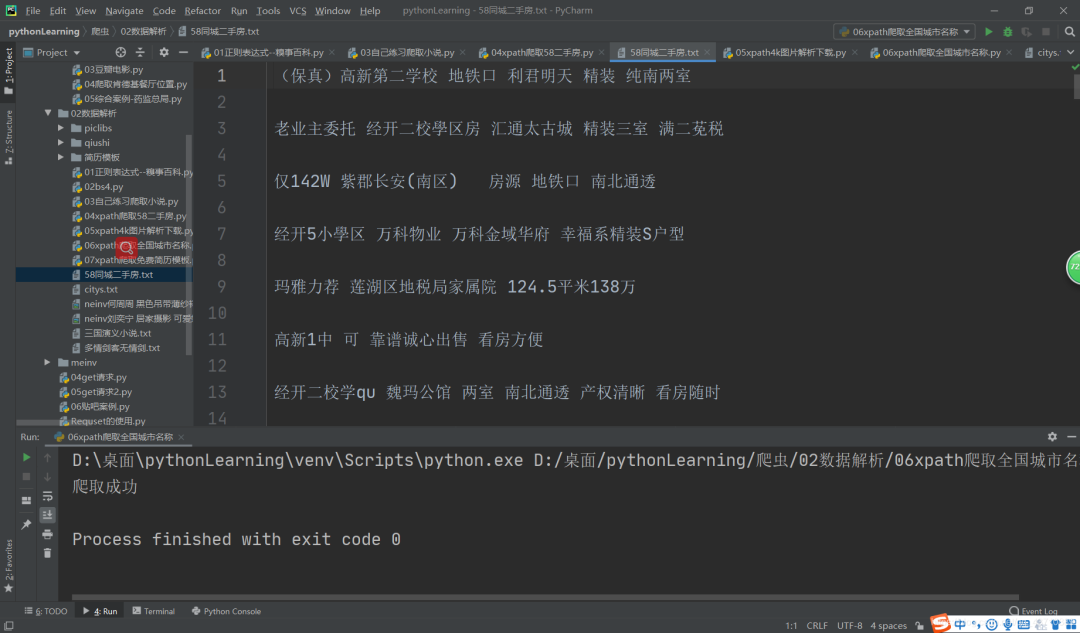 File Edit View Navigate Code Refactor Run Tools VCS Window Help pythonLearning - 58同城二手房.txt - PyCharm
pythonLearning 爬虫 02数据解析 58同城二手房.txt 06xpath爬取全国城市名称
Project 01正则表达式--糗事百科.py 03自己练习爬取小说.py 04xpath爬取58二手房.py 58同城二手房.txt 05xpath4k图片解析下载.py 06xpath爬取全国城市名称.py citys.
1: Project
Z: Structure
2: Favorites
03豆瓣电影.py
04爬取肯德基餐厅位置.py
05综合案例-药监总局.py
02数据解析
piclibs
qiushi
简历模板
01正则表达式--糗事百科.py
02bs4.py
03自己练习爬取小说.py
04xpath爬取58二手房.py
05xpath4k图片解析下载.py
06xpath 取全国城市名称.
07xpath爬取免费简历模板.
58同城二手房.txt
citys.txt
neinv何周周 黑色吊带薄纱
neinv刘奕宁 居家摄影 可爱
三国演义小说.txt
多情剑客无情剑.txt
meinv
04get请求.py
05get请求2.py
06贴吧案例.py
Requset的使用.py
1 （保真）高新第二学校 地铁口 利君明天 精装 纯南两室
2
3 老业主委托 经开二校學区房 汇通太古城 精装三室 满二苋税
4
5 仅142W 紫郡长安(南区) 房源 地铁口 南北通透
6
7 经开5小學区 万科物业 万科金域华府 幸福系精装S户型
8
9 玛雅力荐 莲湖区地税局家属院 124.5平米138万
10
11 高新1中 可 靠谱诚心出售 看房方便
12
13 经开二校学qu 魏玛公馆 两室 南北通透 产权清晰 看房随时
14
72
Run: 06xpath爬取全国城市名称
D:\桌面\pythonLearning\venv\Scripts\python.exe D:/桌面/pythonLearning/爬虫/02数据解析/06xpath爬取全国城市名
爬取成功
Process finished with exit code 0
6: TODO 4: Run Terminal Python Console Event Log
1:1 CRLF UTF-8 4 spaces S 中